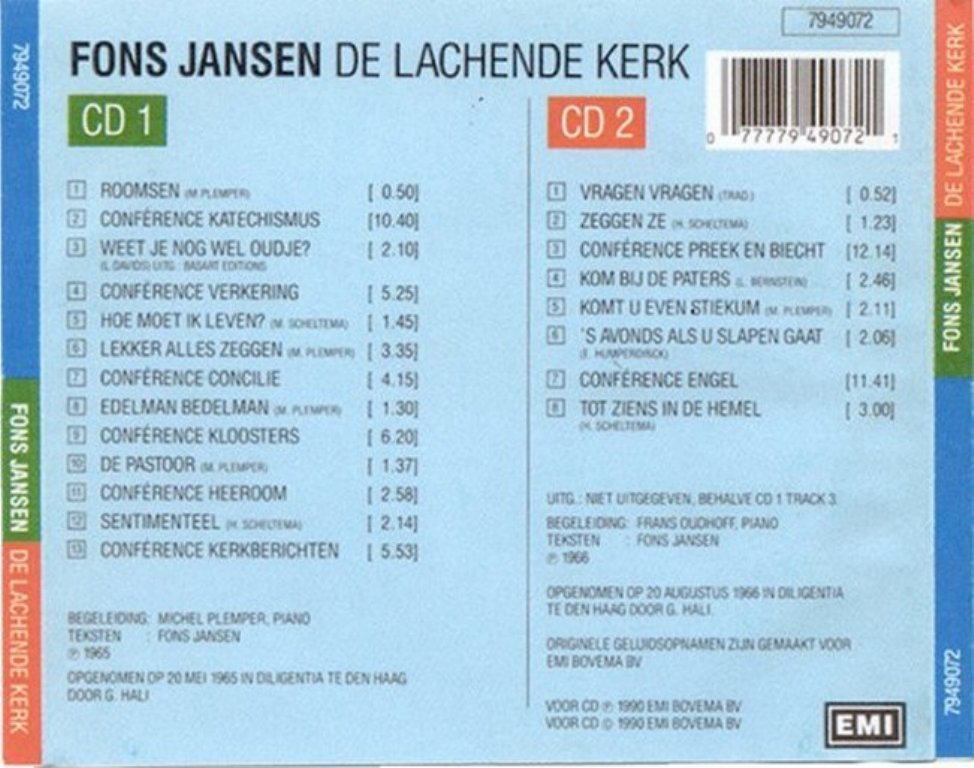 7949072
FONS JANSEN DE LACHENDE KERK
CD 1
1 ROOMSEN (M PLEMPER) [ 0.50]
2 CONFÉRENCE KATECHISMUS [10.40]
3 WEET JE NOG WEL OUDJE? [ 2.10]
(L DAVIDS) UITG.: BASART EDITIONS
4 CONFÉRENCE VERKERING [ 5.25]
5 HOE MOET IK LEVEN? (M. SCHELTEMA) [ 1.45]
6 LEKKER ALLES ZEGGEN (M. PLEMPER) [ 3.35]
7 CONFÉRENCE CONCILIE [ 4.15]
8 EDELMAN BEDELMAN (M. PLEMPER) [ 1.30]
9 CONFÉRENCE KLOOSTERS [ 6.20]
10 DE PASTOOR (M. PLEMPER) [ 1.37]
11 CONFÉRENCE HEEROOM [ 2.58]
12 SENTIMENTEEL (H. SCHELTEMA) [ 2.14]
13 CONFÉRENCE KERKBERICHTEN [ 5.53]
BEGELEIDING: MICHEL PLEMPER, PIANO
TEKSTEN : FONS JANSEN
℗ 1965
OPGENOMEN OP 20 MEI 1965 IN DILIGENTIA TE DEN HAAG
DOOR G. HALI
CD 2
0 77779 49072 1
1 VRAGEN VRAGEN (TRAD.) [ 0.52]
2 ZEGGEN ZE (H. SCHELTEMA) [ 1.23]
3 CONFÉRENCE PREEK EN BIECHT [12.14]
4 KOM BIJ DE PATERS (L. BERNSTEIN) [ 2.46]
5 KOMT U EVEN STIEKUM (M. PLEMPER) [ 2.11]
6 'S AVONDS ALS U SLAPEN GAAT [ 2.06]
(E. HUMPERDINCK)
7 CONFÉRENCE ENGEL [11.41]
8 TOT ZIENS IN DE HEMEL [ 3.00]
(H. SCHELTEMA)
UITG.: NIET UITGEGEVEN, BEHALVE CD 1 TRACK 3.
BEGELEIDING: FRANS OUDHOFF, PIANO
TEKSTEN : FONS JANSEN
℗ 1966
OPGENOMEN OP 20 AUGUSTUS 1966 IN DILIGENTIA
TE DEN HAAG DOOR G. HALI.
ORIGINELE GELUIDSOPNAMEN ZIJN GEMAAKT VOOR
EMI BOVEMA BV
VOOR CD ℗ 1990 EMI BOVEMA BV
VOOR CD © 1990 EMI BOVEMA BV
EMI
7949072
FONS JANSEN DE LACHENDE KERK
7949072
FONS JANSEN DE LACHENDE KERK